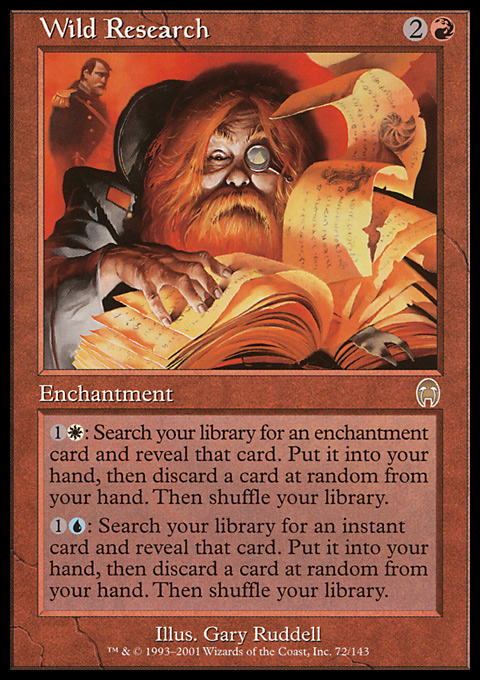 Wild Research 2
Enchantment
1: Search your library for an enchantment
card and reveal that card. Put it into your
hand, then discard a card at random from
your hand. Then shuffle your library.
1: Search your library for an instant
card and reveal that card. Put it into your
hand, then discard a card at random from
your hand. Then shuffle your library.
Illus. Gary Ruddell
™ & © 1993–2001 Wizards of the Coast, Inc. 72/143